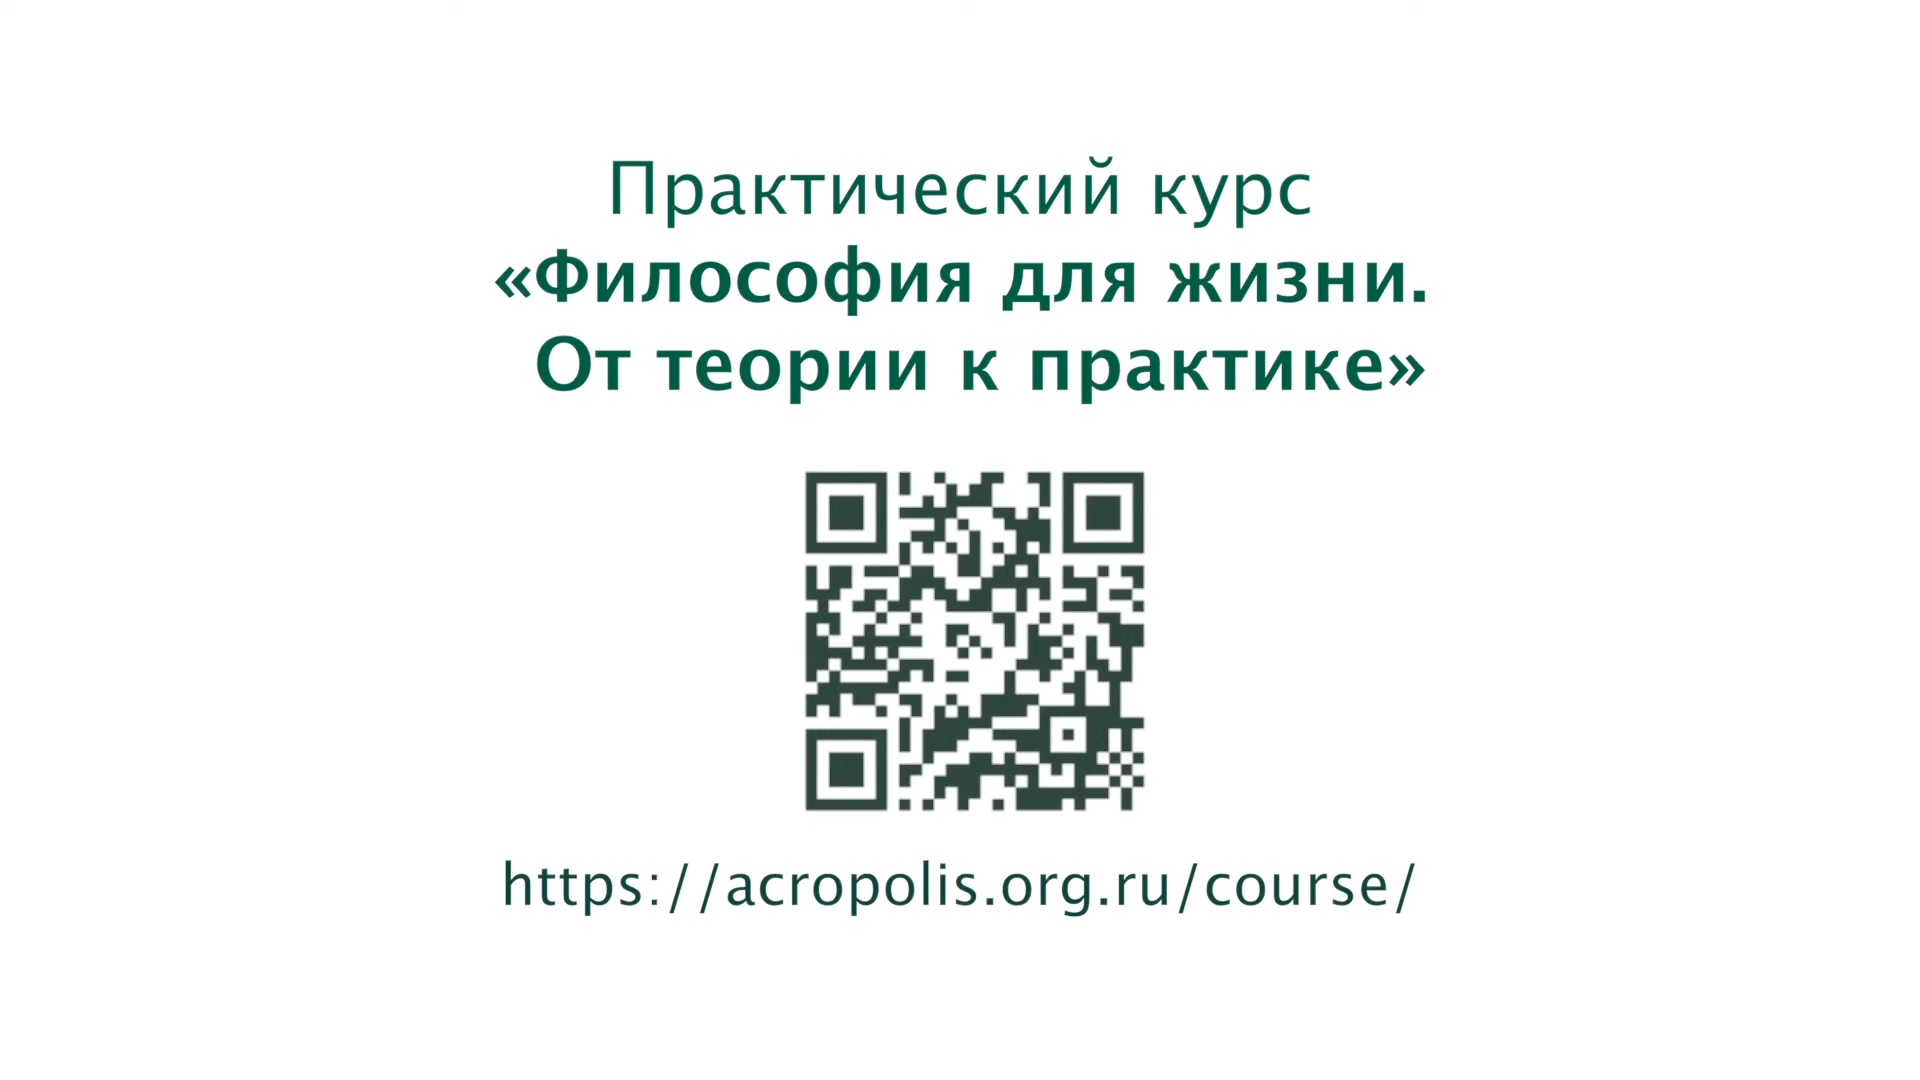 Практический курс
«Философия для жизни.
От теории к практике»
https://acropolis.org.ru/course/